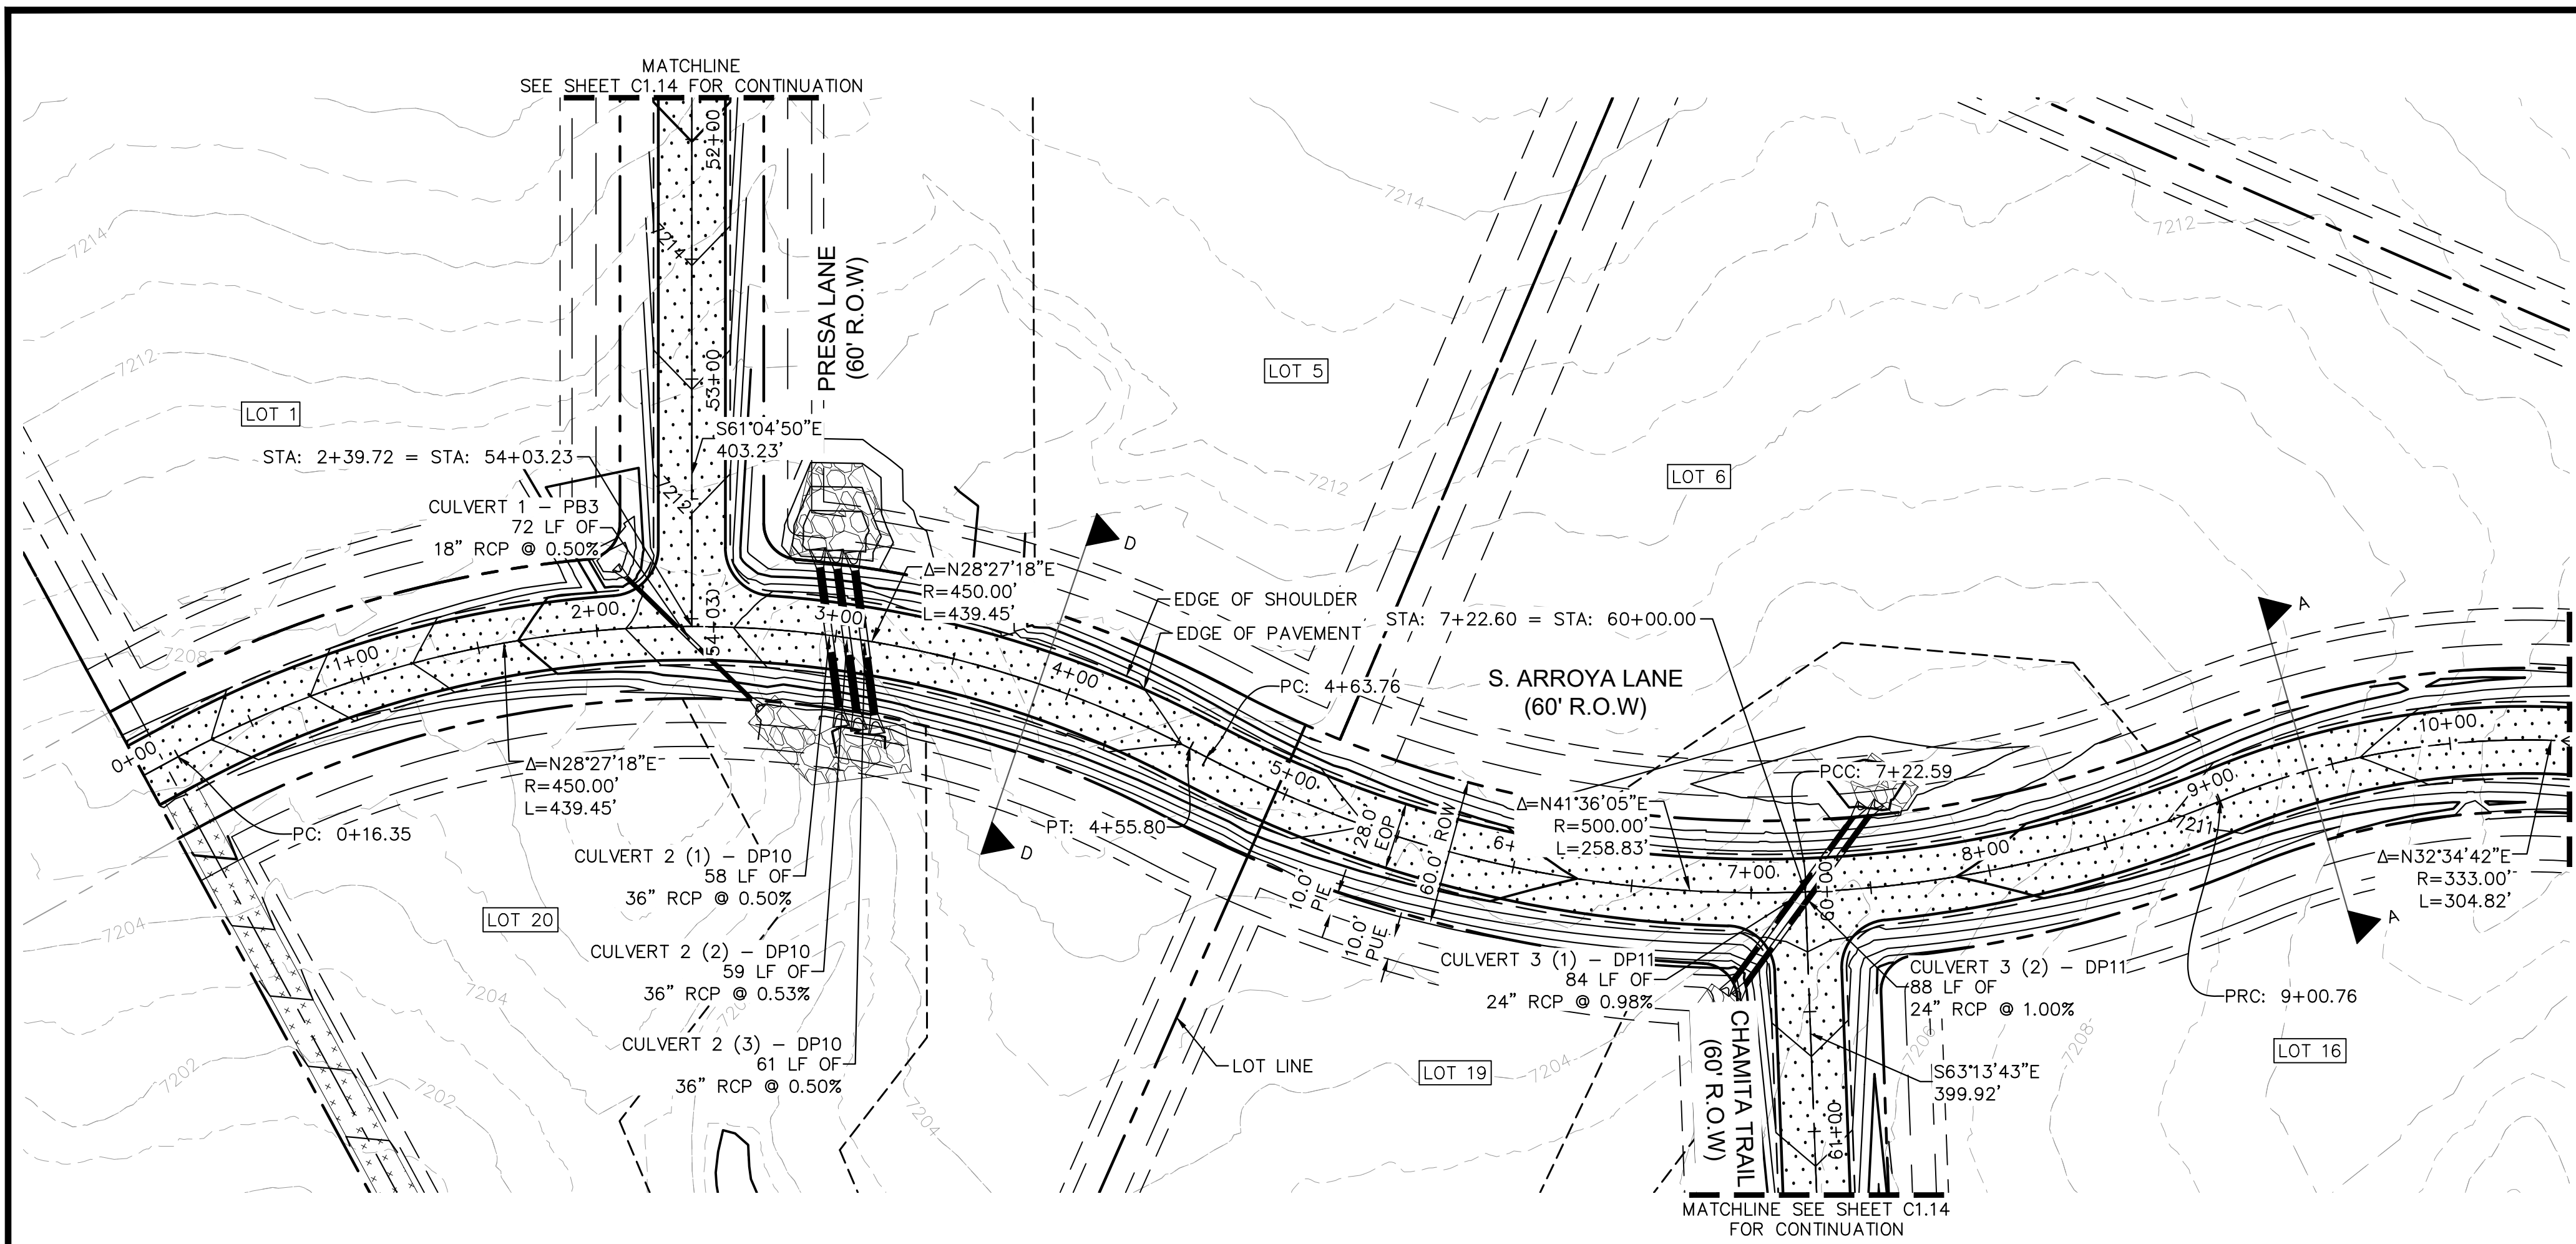 MATCHLINE
SEE SHEET C1.14 FOR CONTINUATION
52+00
7214
7214
7214
7212
PRESA LANE
(60' R.O.W)
7212
53+00
LOT 5
LOT 1
S61°04'50"E
403.23'
STA: 2+39.72 = STA: 54+03.23
LOT 6
7212
7212
CULVERT 1 - PB3
72 LF OF
18" RCP @ 0.50%
D
Δ=N28°27'18"E
R=450.00'
L=439.45'
EDGE OF SHOULDER
EDGE OF PAVEMENT
STA: 7+22.60 = STA: 60+00.00
A
2+00
3+00
54+03
7208
1+00
4+00
PC: 4+63.76
S. ARROYA LANE
(60' R.O.W)
0+00
10+00
Δ=N28°27'18"E
R=450.00'
L=439.45'
5+00
PCC: 7+22.59
9+00
7211
PC: 0+16.35
PT: 4+55.80
28.0'
EOP
60.0'
ROW
6+
Δ=N41°36'05"E
R=500.00'
L=258.83'
7+00
8+00
D
CULVERT 2 (1) - DP10
58 LF OF
36" RCP @ 0.50%
10.0'
PIE
10.0'
PUE
60+00
Δ=N32°34'42"E
R=333.00'
L=304.82'
A
LOT 20
7204
CULVERT 2 (2) - DP10
59 LF OF
36" RCP @ 0.53%
7204
CULVERT 3 (1) - DP11
84 LF OF
24" RCP @ 0.98%
CULVERT 3 (2) - DP11
88 LF OF
24" RCP @ 1.00%
PRC: 9+00.76
CULVERT 2 (3) - DP10
61 LF OF
36" RCP @ 0.50%
LOT LINE
LOT 19
7204
CHAMITA TRAIL
(60' R.O.W)
7208
7208
LOT 16
S63°13'43"E
399.92'
7202
7202
7204
61+00
MATCHLINE SEE SHEET C1.14
FOR CONTINUATION